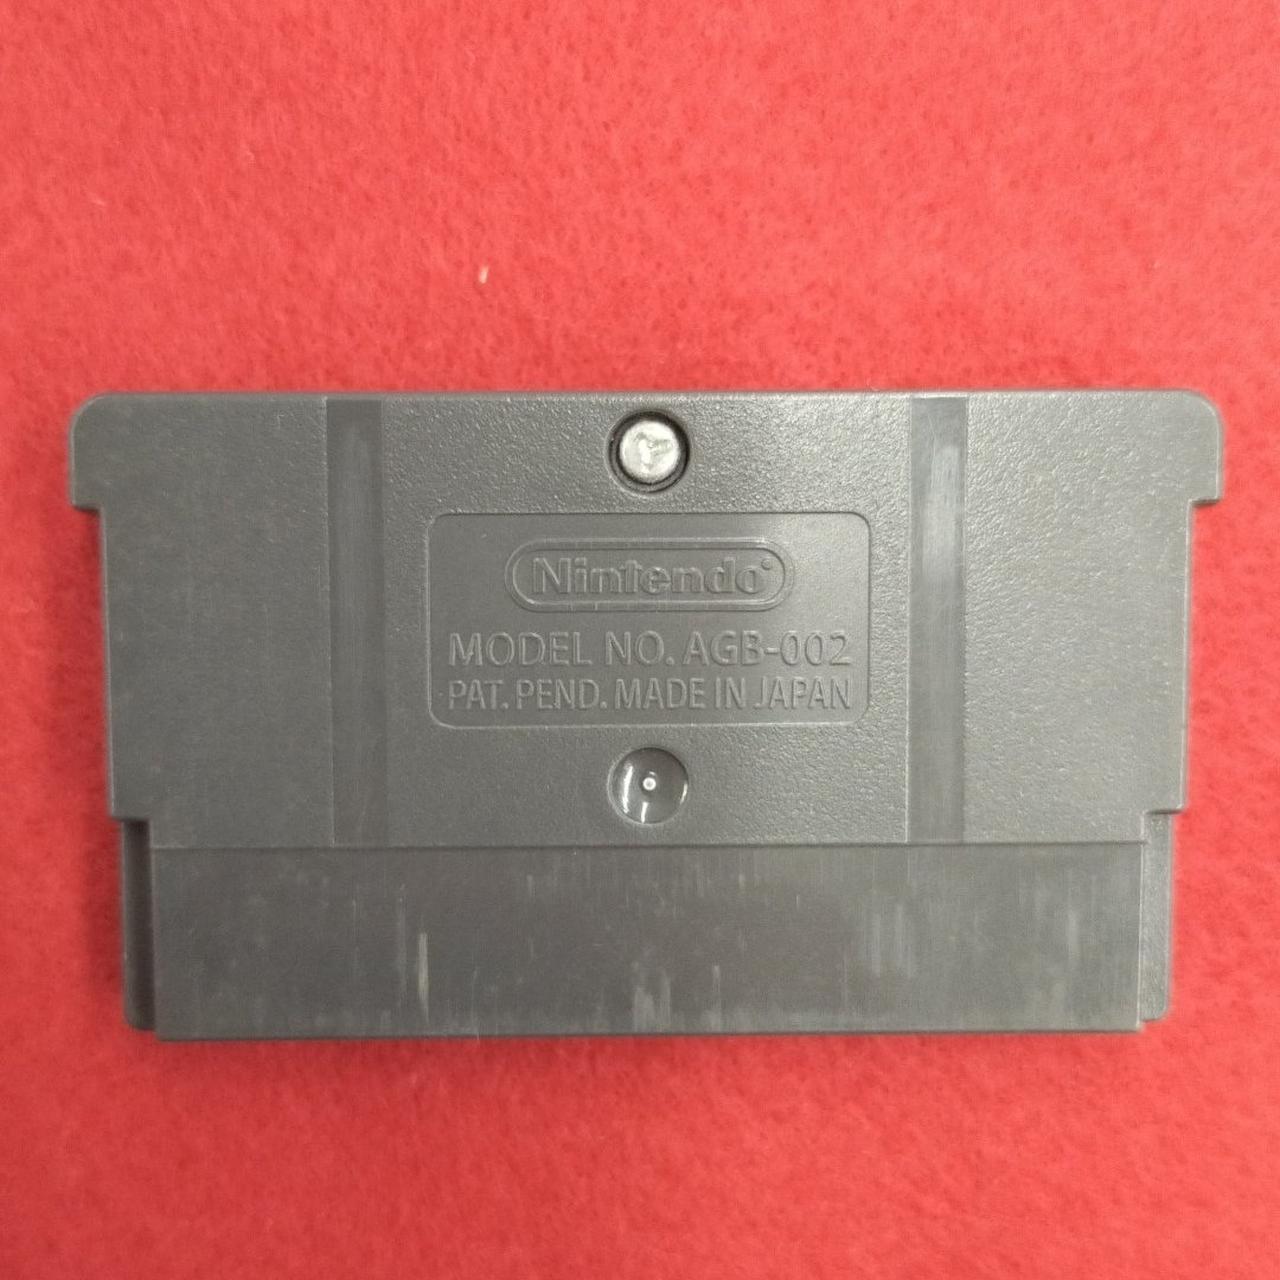 Nintendo®
MODEL NO. AGB-002
PAT. PEND. MADE IN JAPAN